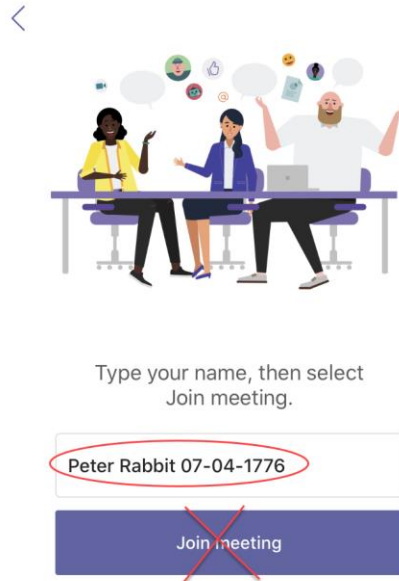 Type your name, then select
Join meeting.
Peter Rabbit 07-04-1776
Join meeting